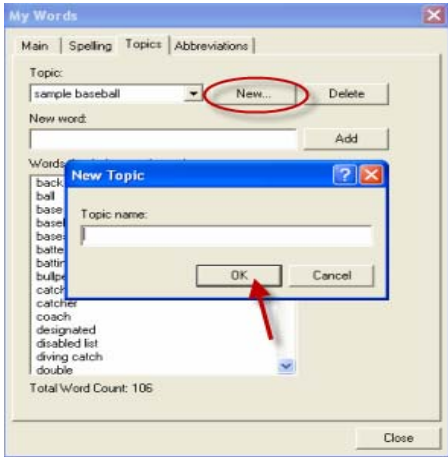 My Words
Main Spelling Topics Abbreviations
Topic:
sample baseball New... Delete
New word:
Add
Words
New Topic
Topic name:
OK Cancel
back
ball
base
catcher
coach
designated
disabled list
diving catch
double
Total Word Count: 106
Close